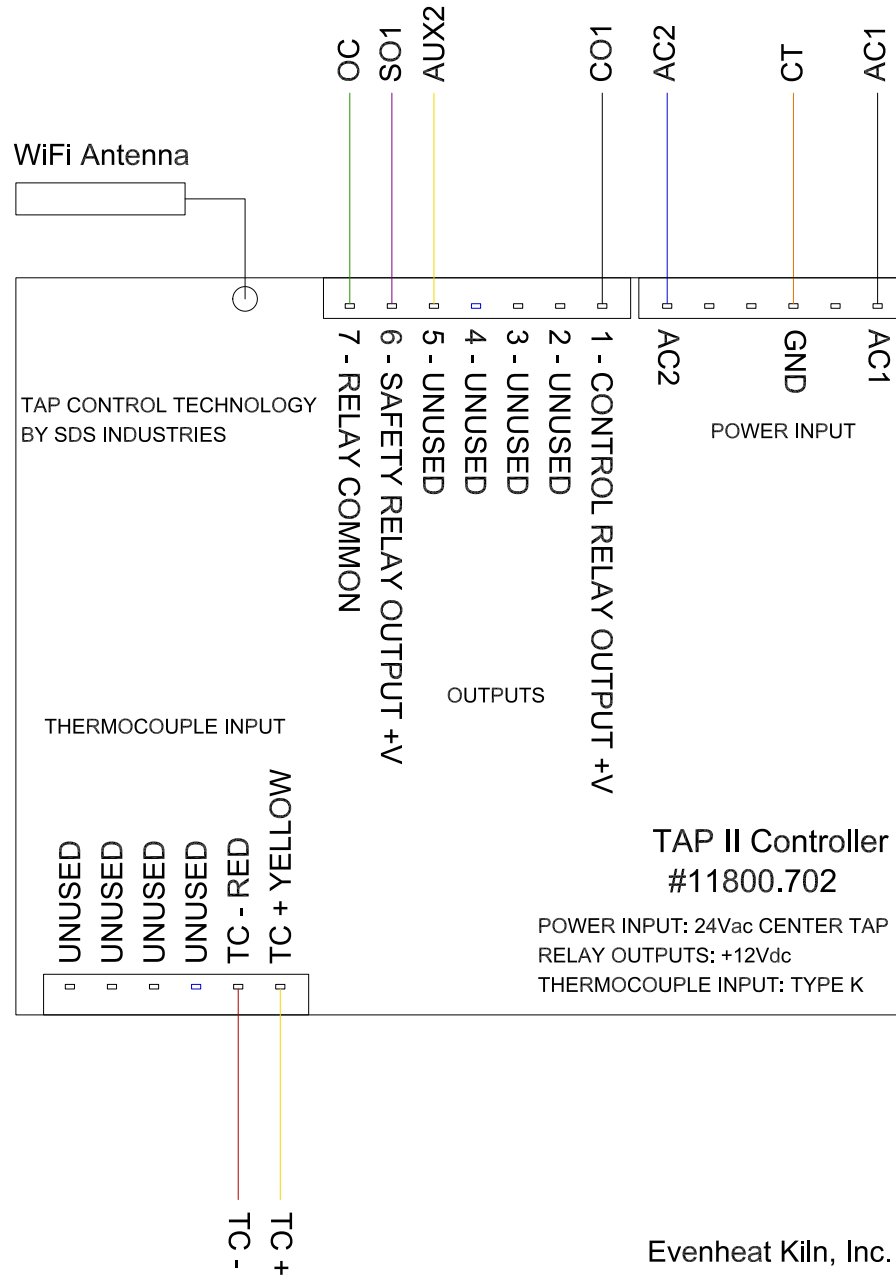 OC
SO1
AUX2
CO1
AC2
CT
AC1
WiFi Antenna
7 - RELAY COMMON
6 - SAFETY RELAY OUTPUT +V
5 - UNUSED
4 - UNUSED
3 - UNUSED
2 - UNUSED
1 - CONTROL RELAY OUTPUT +V
AC2
GND
AC1
POWER INPUT
TAP CONTROL TECHNOLOGY
BY SDS INDUSTRIES
OUTPUTS
THERMOCOUPLE INPUT
UNUSED
UNUSED
UNUSED
UNUSED
TC - RED
TC + YELLOW
TAP II Controller
#11800.702
POWER INPUT: 24Vac CENTER TAP
RELAY OUTPUTS: +12Vdc
THERMOCOUPLE INPUT: TYPE K
TC -
TC +
Evenheat Kiln, Inc.